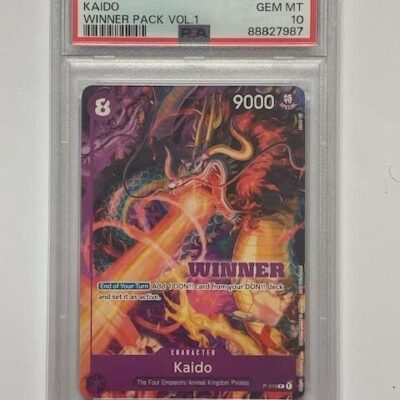 KAIDO
GEM MT
WINNER PACK VOL.1
10
PSA
88827987
8
9000
特
WINNER
End of Your Turn Add 1 DON!! card from your DON!! deck
and set it as active.
CHARACTER
Kaido
The Four Emperors/Animal Kingdom Pirates